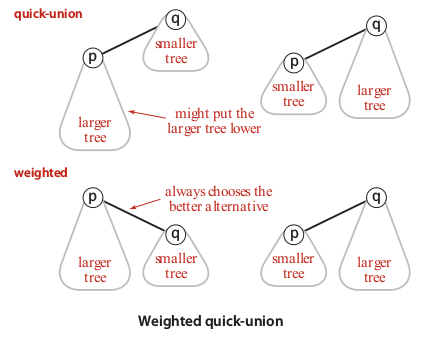 quick-union
q
smaller
tree
p
larger
tree
might put the
larger tree lower
q
p
smaller
tree
larger
tree
weighted
p
always chooses the
better alternative
q
larger
tree
smaller
tree
q
p
smaller
tree
larger
tree
Weighted quick-union